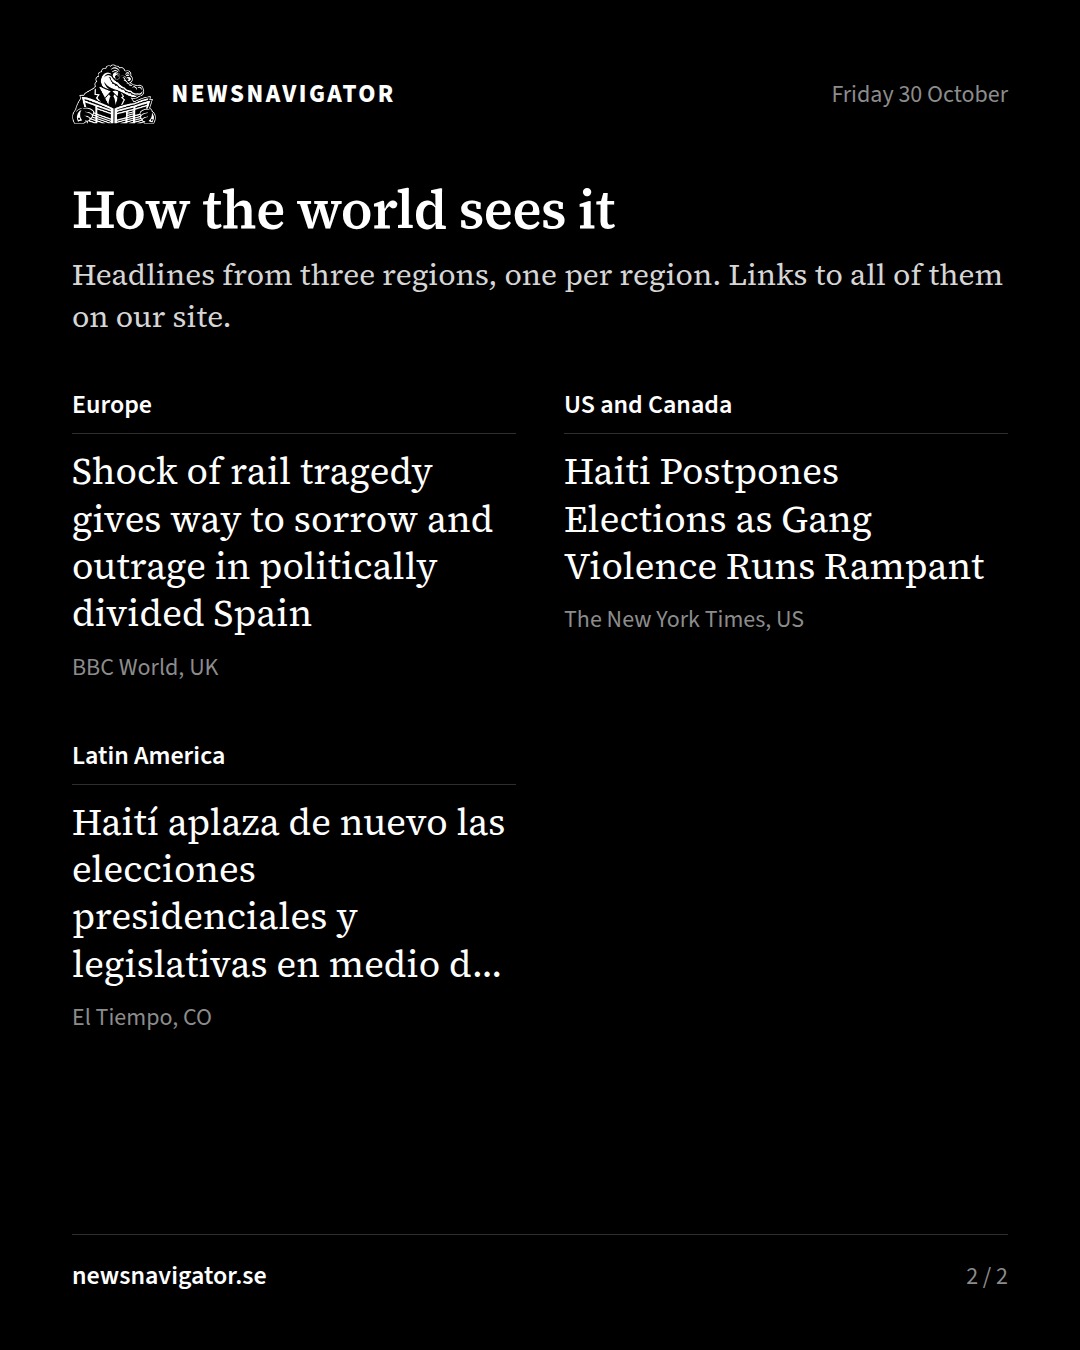 NEWSNAVIGATOR
Friday 30 October
How the world sees it
Headlines from three regions, one per region. Links to all of them
on our site.
Europe
Shock of rail tragedy
gives way to sorrow and
outrage in politically
divided Spain
BBC World, UK
US and Canada
Haiti Postpones
Elections as Gang
Violence Runs Rampant
The New York Times, US
Latin America
Haití aplaza de nuevo las
elecciones
presidenciales y
legislativas en medio d...
El Tiempo, CO
newsnavigator.se
2 / 2